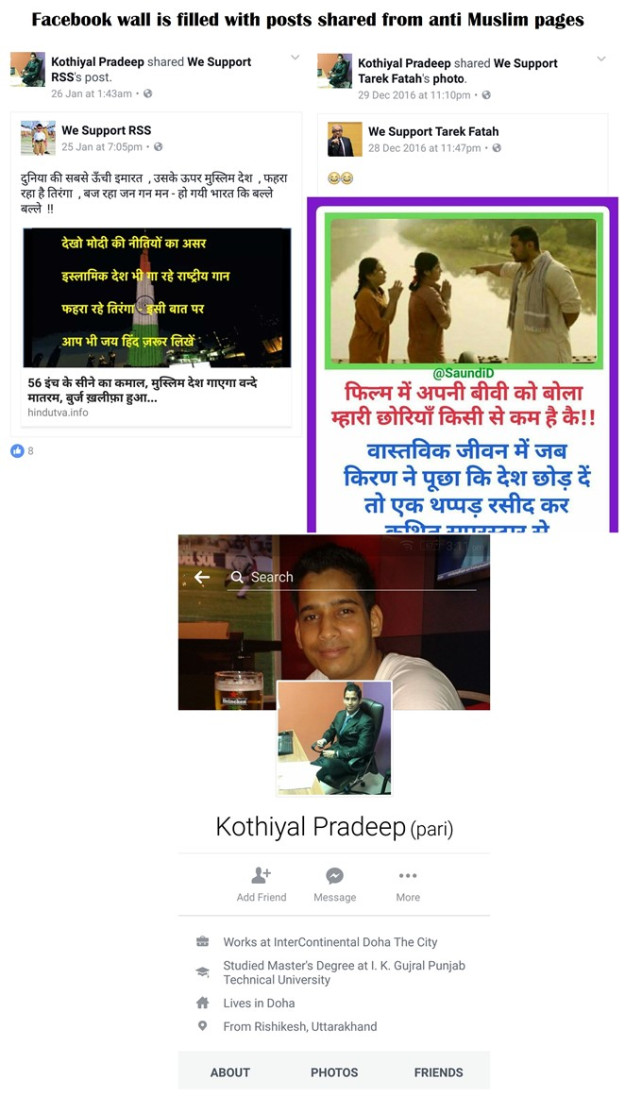 Facebook wall is filled with posts shared from anti Muslim pages
Kothiyal Pradeep shared We Support
RSS's post.
26 Jan at 1:43am •
We Support RSS
25 Jan at 7:05pm •
दुनिया की सबसे ऊँची इमारत , उसके ऊपर मुस्लिम देश , फहरा
रहा है तिरंगा , बज रहा जन गन मन - हो गयी भारत कि बल्ले
बल्ले !!
देखो मोदी की नीतियों का असर
इस्लामिक देश भी गा रहे राष्ट्रीय गान
फहरा रहे तिरंगा इसी बात पर
आप भी जय हिंद ज़रूर लिखें
56 इंच के सीने का कमाल, मुस्लिम देश गाएगा वन्दे
मातरम, बुर्ज ख़लीफ़ा हुआ...
hindutva.info
8
Kothiyal Pradeep shared We Support
Tarek Fatah's photo.
29 Dec 2016 at 11:10pm •
We Support Tarek Fatah
28 Dec 2016 at 11:47pm •
@SaundiD
फिल्म में अपनी बीवी को बोला
म्हारी छोरियाँ किसी से कम है कै!!
वास्तविक जीवन में जब
किरण ने पूछा कि देश छोड़ दें
तो एक थप्पड़ रसीद कर
Search
Heineken
Kothiyal Pradeep (pari)
Add Friend
Message
More
Works at InterContinental Doha The City
Studied Master's Degree at I. K. Gujral Punjab
Technical University
Lives in Doha
From Rishikesh, Uttarakhand
ABOUT
PHOTOS
FRIENDS